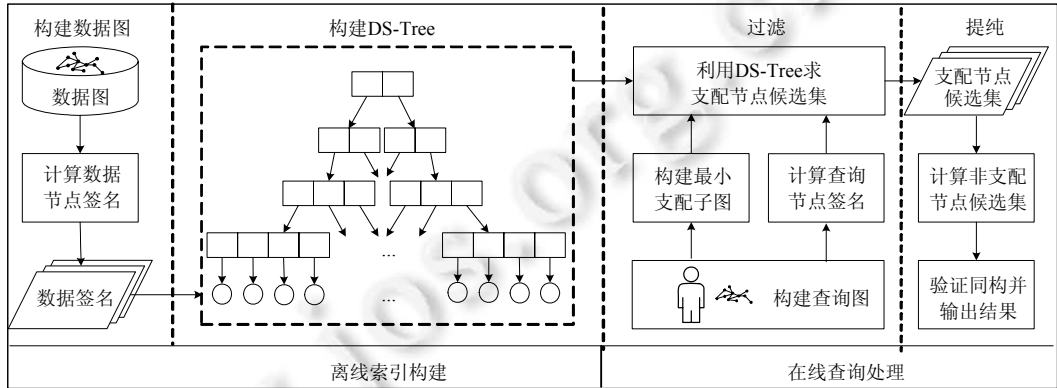 构建数据图
数据图
计算数据
节点签名
数据签名
构建DS-Tree
...
...
过滤
利用DS-Tree求
支配节点候选集
构建最小
支配子图
计算查询
节点签名
构建查询图
提纯
支配节点
候选集
计算非支配
节点候选集
验证同构并
输出结果
离线索引构建
在线查询处理